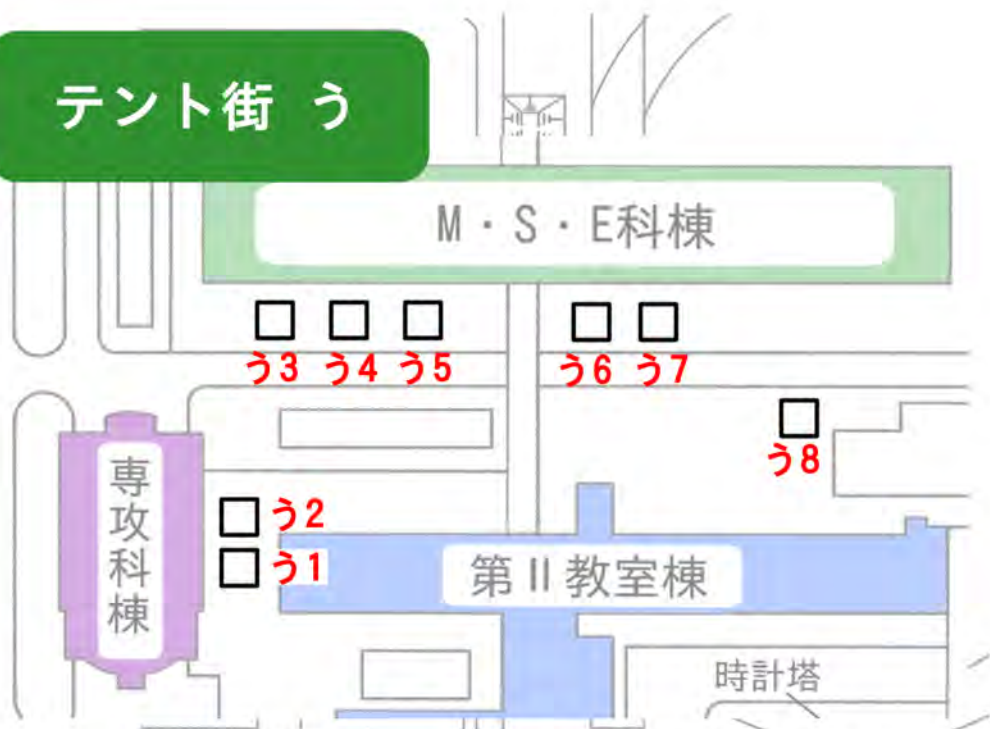 テント街 う
M・S・E科棟
う3 う4 う5 う6 う7
う8
専攻科棟
う2
う1
第Ⅱ教室棟
時計塔